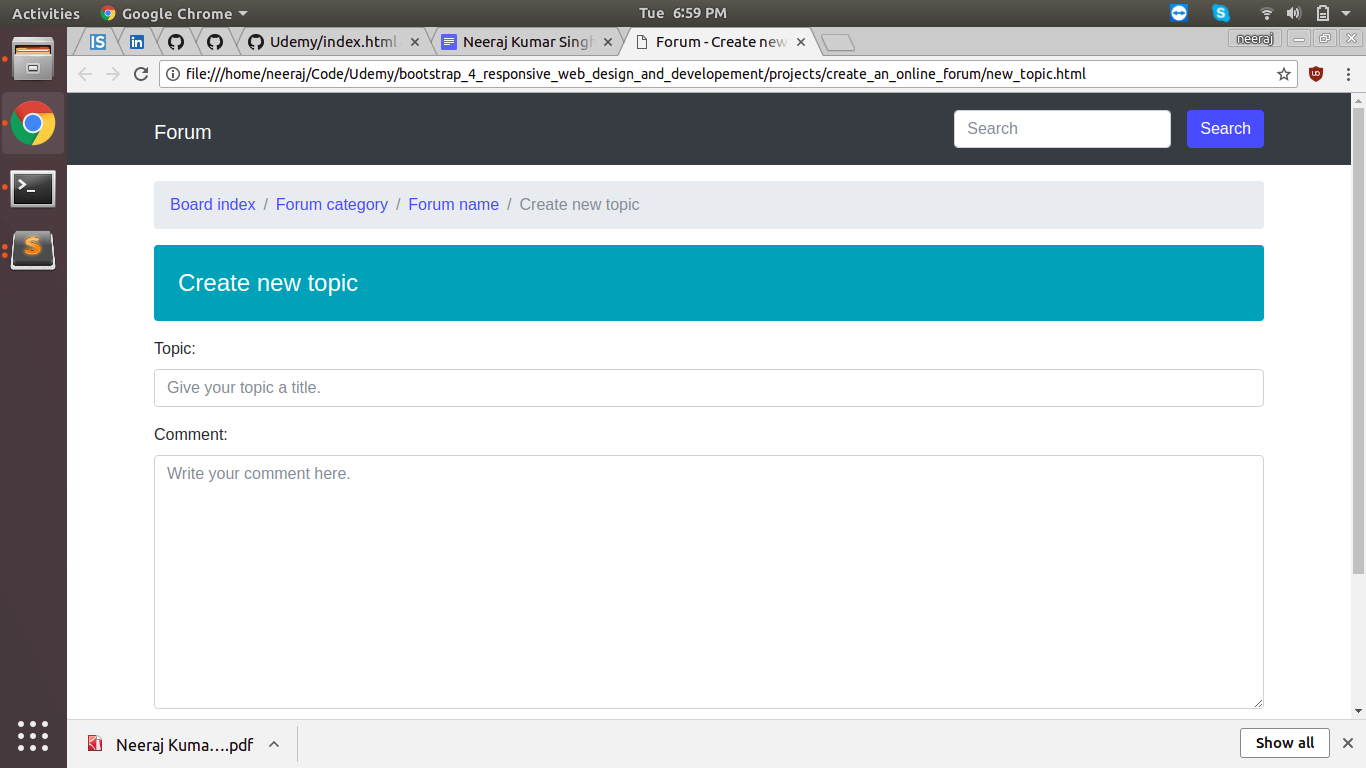 Activities Google Chrome Tue 6:59 PM
IS in Udemy/index.html Neeraj Kumar Singh Forum - Create new neeraj
file:///home/neeraj/Code/Udemy/bootstrap_4_responsive_web_design_and_developement/projects/create_an_online_forum/new_topic.html
Forum Search Search
Board index / Forum category / Forum name / Create new topic
Create new topic
Topic:
Give your topic a title.
Comment:
Write your comment here.
Neeraj Kuma....pdf Show all